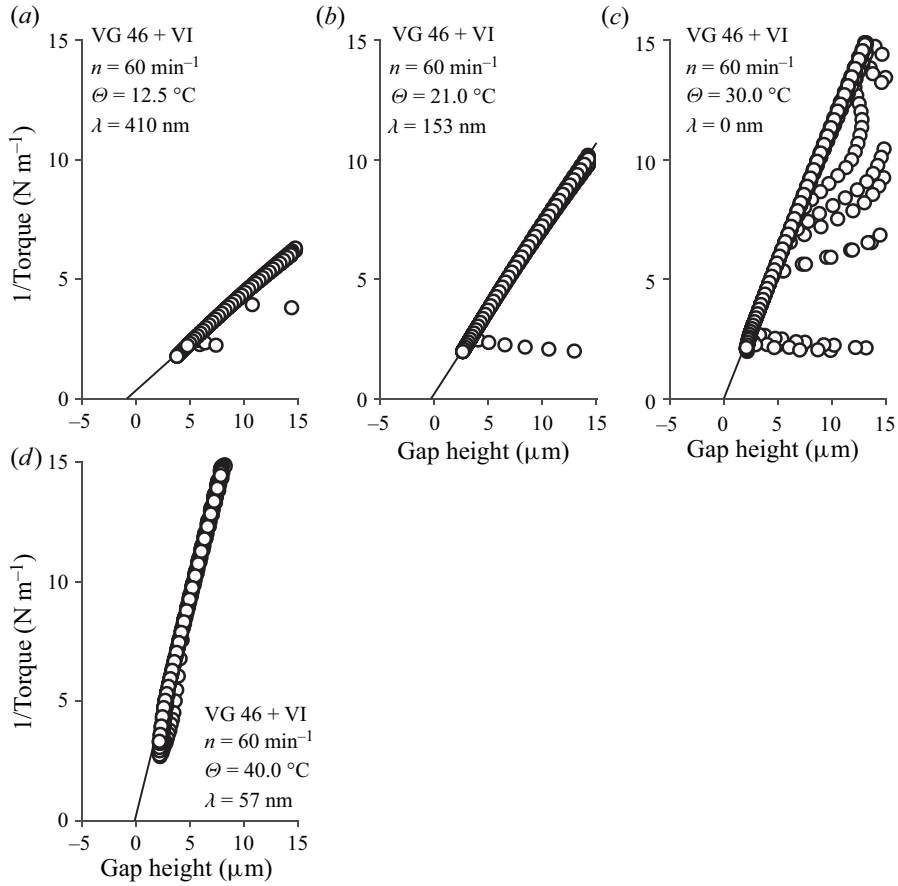 (a)
VG 46 + VI
n = 60 min⁻¹
Θ = 12.5 °C
λ = 410 nm
1/Torque (N m⁻¹)
15
10
5
0
−5
0
5
10
15
(b)
VG 46 + VI
n = 60 min⁻¹
Θ = 21.0 °C
λ = 153 nm
15
10
5
0
−5
0
5
10
15
Gap height (μm)
(c)
VG 46 + VI
n = 60 min⁻¹
Θ = 30.0 °C
λ = 0 nm
15
10
5
0
−5
0
5
10
15
Gap height (μm)
(d)
1/Torque (N m⁻¹)
15
10
5
0
VG 46 + VI
n = 60 min⁻¹
Θ = 40.0 °C
λ = 57 nm
−5
0
5
10
15
Gap height (μm)